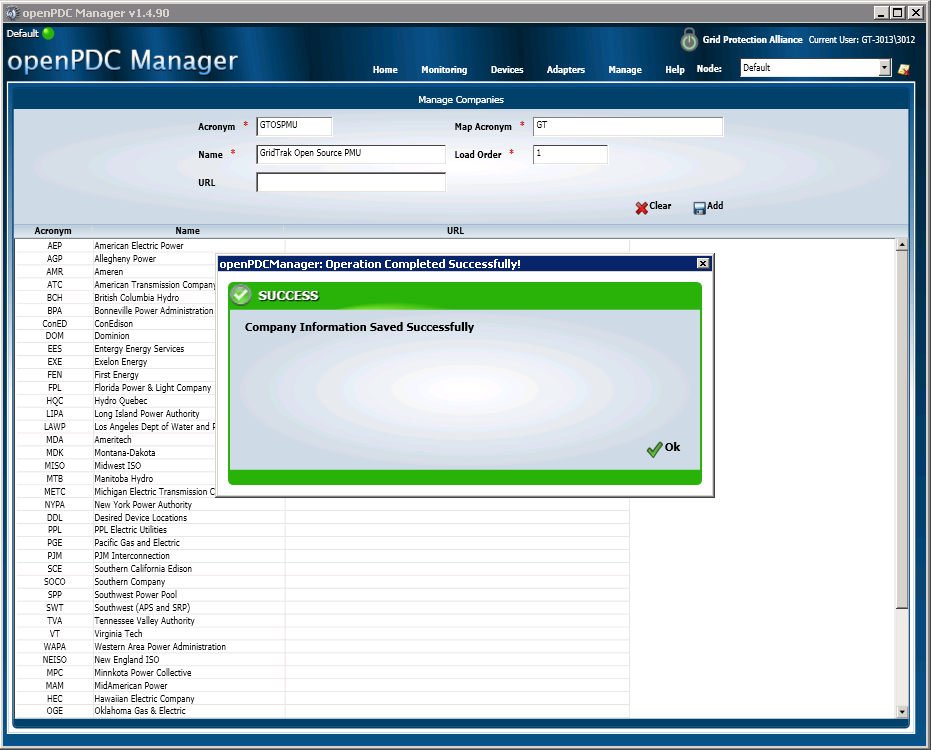 openPDC Manager v1.4.90
Default
openPDC Manager
Grid Protection Alliance Current User: GT-3013\3012
Home Monitoring Devices Adapters Manage Help Node: Default
Manage Companies
Acronym * GTOSPMU Map Acronym * GT
Name * GridTrak Open Source PMU Load Order * 1
URL
Clear Add
Acronym Name URL
AEP American Electric Power
AGP Allegheny Power
AMR Ameren
ATC American Transmission Company
BCH British Columbia Hydro
BPA Bonneville Power Administration
ConED ConEdison
DOM Dominion
EES Entergy Energy Services
EXE Exelon Energy
FEN First Energy
FPL Florida Power & Light Company
HQC Hydro Quebec
LIPA Long Island Power Authority
LAWP Los Angeles Dept of Water and
MDA Ameritech
MDK Montana-Dakota
MISO Midwest ISO
MTB Manitoba Hydro
METC Michigan Electric Transmission
NYPA New York Power Authority
DDL Desired Device Locations
PPL PPL Electric Utilities
PGE Pacific Gas and Electric
PJM PJM Interconnection
SCE Southern California Edison
SOCO Southern Company
SPP Southwest Power Pool
SWT Southwest (APS and SRP)
TVA Tennessee Valley Authority
VT Virginia Tech
WAPA Western Area Power Administration
NEISO New England ISO
MPC Minnkota Power Collective
MAM MidAmerican Power
HEC Hawaiian Electric Company
OGE Oklahoma Gas & Electric
openPDCManager: Operation Completed Successfully!
SUCCESS
Company Information Saved Successfully
Ok